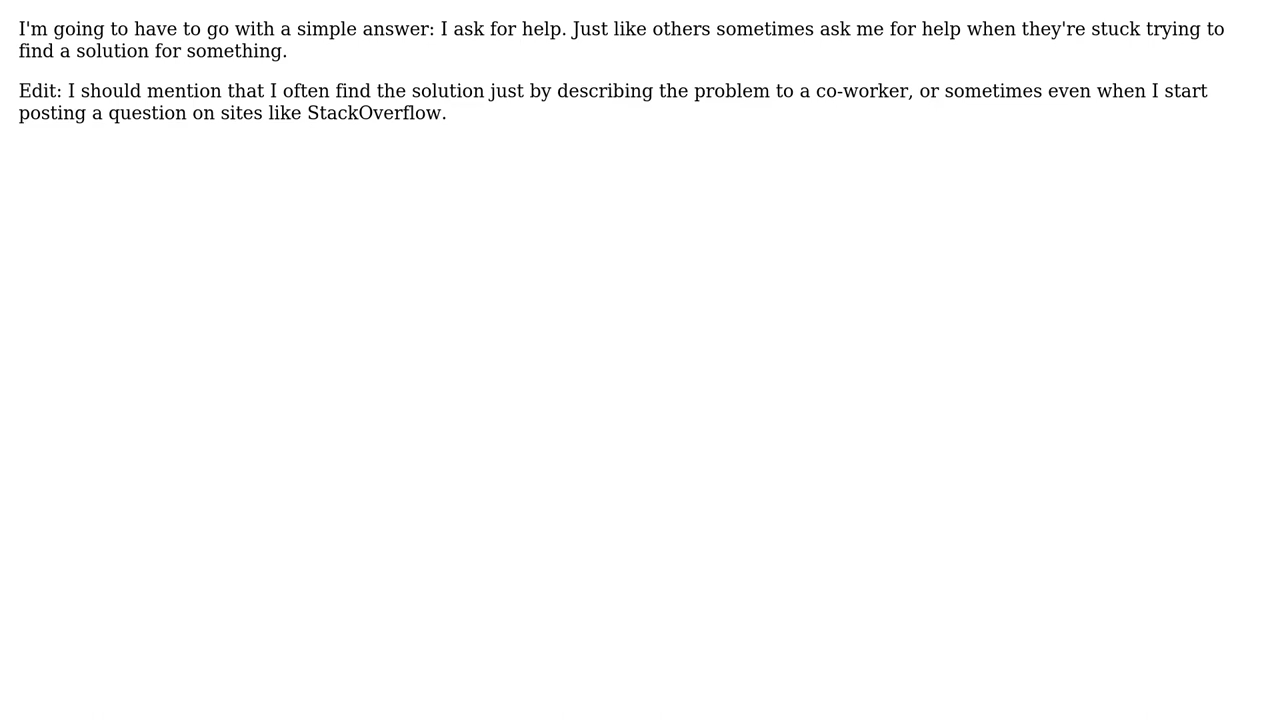 I'm going to have to go with a simple answer: I ask for help. Just like others sometimes ask me for help when they're stuck trying to
find a solution for something.
Edit: I should mention that I often find the solution just by describing the problem to a co-worker, or sometimes even when I start
posting a question on sites like StackOverflow.